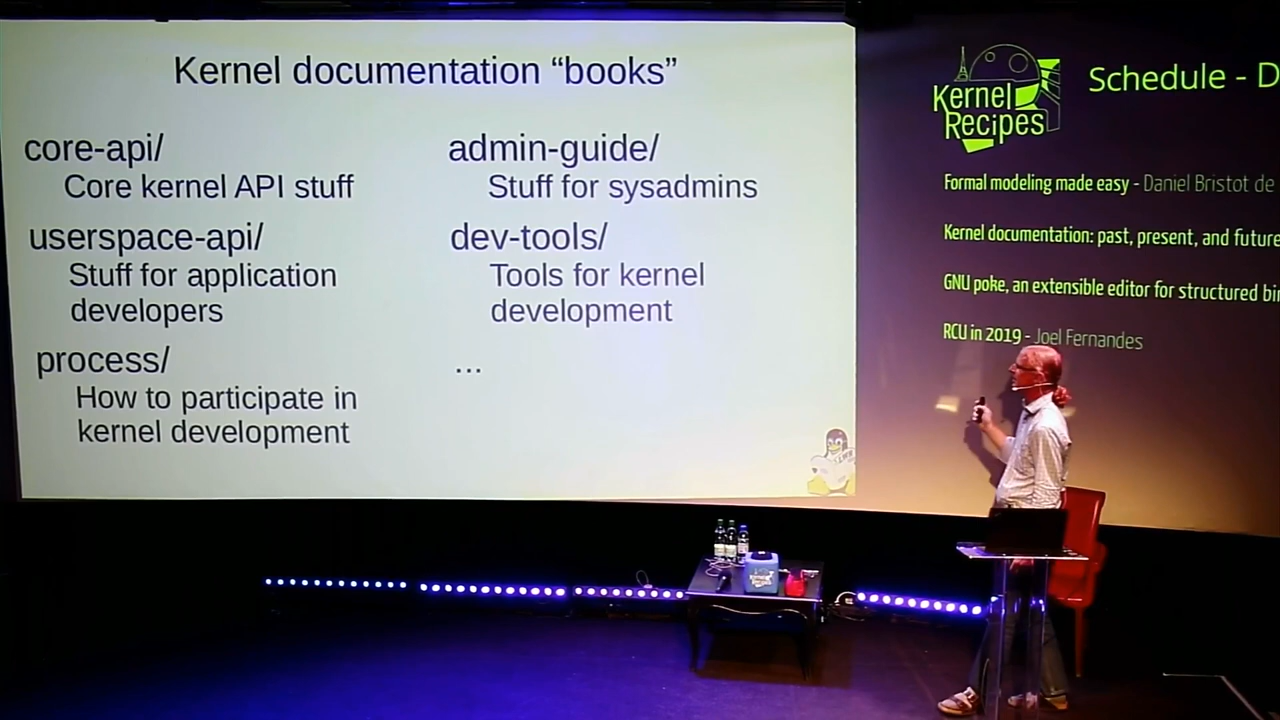 Kernel documentation “books”
core-api/
Core kernel API stuff
userspace-api/
Stuff for application
developers
process/
How to participate in
kernel development
admin-guide/
Stuff for sysadmins
dev-tools/
Tools for kernel
development
...
Kernel
Recipes
Schedule - D
Formal modeling made easy - Daniel Bristot de
Kernel documentation: past, present, and future
GNU poke, an extensible editor for structured bin
RCU in 2019 - Joel Fernandes
Kernel
Recipes